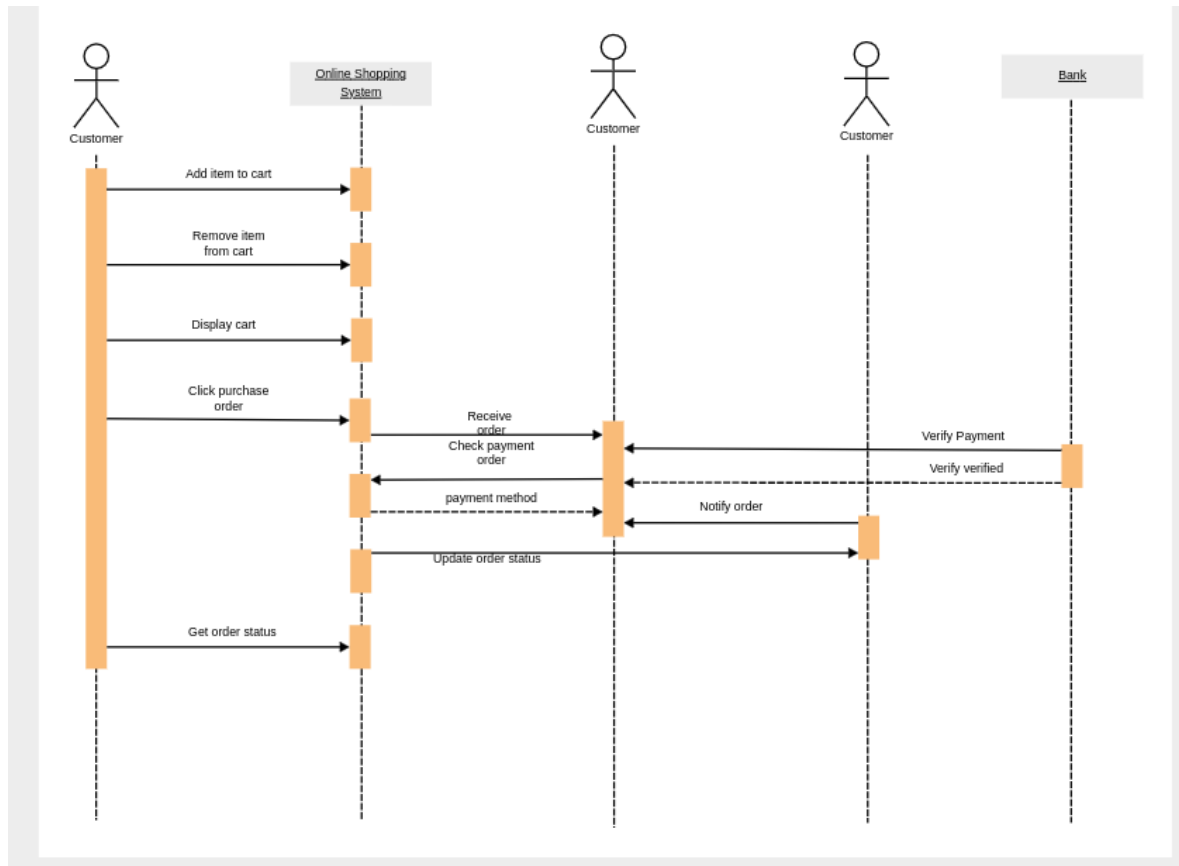 Customer
Online Shopping
System
Customer
Customer
Bank
Add item to cart
Remove item
from cart
Display cart
Click purchase
order
Receive
order
Check payment
order
payment method
Verify Payment
Verify verified
Notify order
Update order status
Get order status